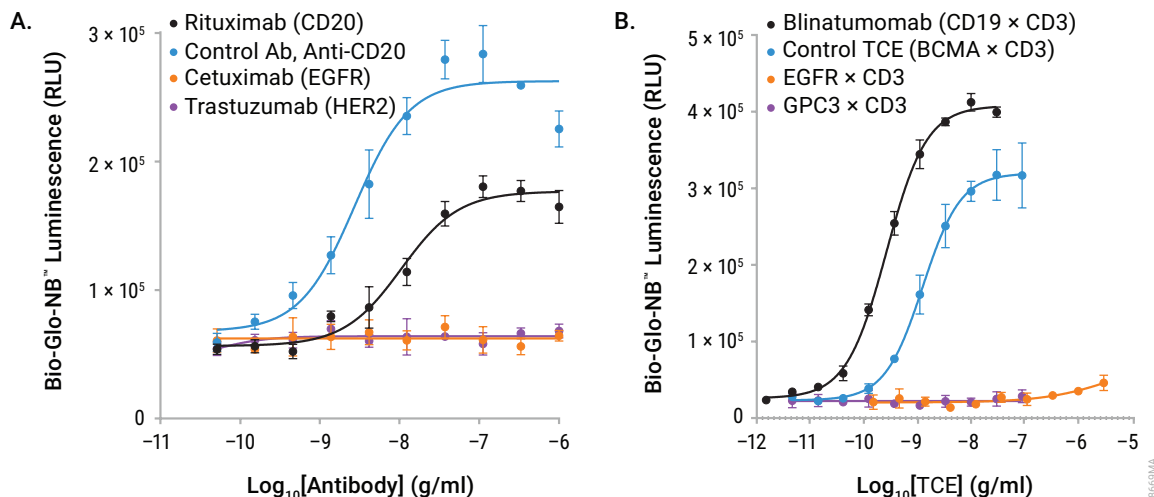 A.
Rituximab (CD20)
Control Ab, Anti-CD20
Cetuximab (EGFR)
Trastuzumab (HER2)
Bio-Glo-NB™ Luminescence (RLU)
3 × 10⁵
2 × 10⁵
1 × 10⁵
0
−11 −10 −9 −8 −7 −6
Log₁₀[Antibody] (g/ml)
B.
Blinatumomab (CD19 × CD3)
Control TCE (BCMA × CD3)
EGFR × CD3
GPC3 × CD3
Bio-Glo-NB™ Luminescence (RLU)
5 × 10⁵
4 × 10⁵
3 × 10⁵
2 × 10⁵
1 × 10⁵
0
−12 −11 −10 −9 −8 −7 −6 −5
Log₁₀[TCE] (g/ml)